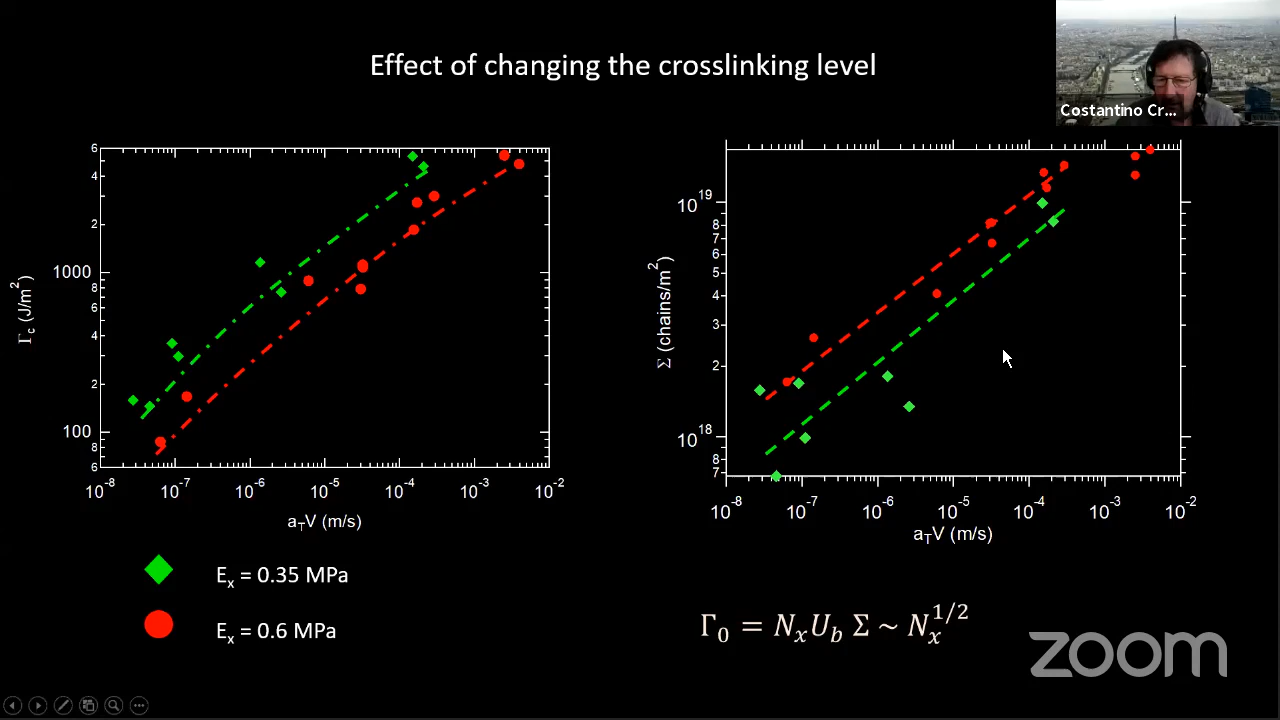 Effect of changing the crosslinking level
Costantino Cr...
6
4
2
1000
8
6
4
2
100
8
6
Γc (J/m²)
10⁻⁸ 10⁻⁷ 10⁻⁶ 10⁻⁵ 10⁻⁴ 10⁻³ 10⁻²
aTV (m/s)
10¹⁹
8
7
6
5
4
3
2
10¹⁸
8
7
Σ (chains/m²)
10⁻⁸ 10⁻⁷ 10⁻⁶ 10⁻⁵ 10⁻⁴ 10⁻³ 10⁻²
aTV (m/s)
Eₓ = 0.35 MPa
Eₓ = 0.6 MPa
Γ₀ = NₓU_b Σ ~ Nₓ^1/2
zoom